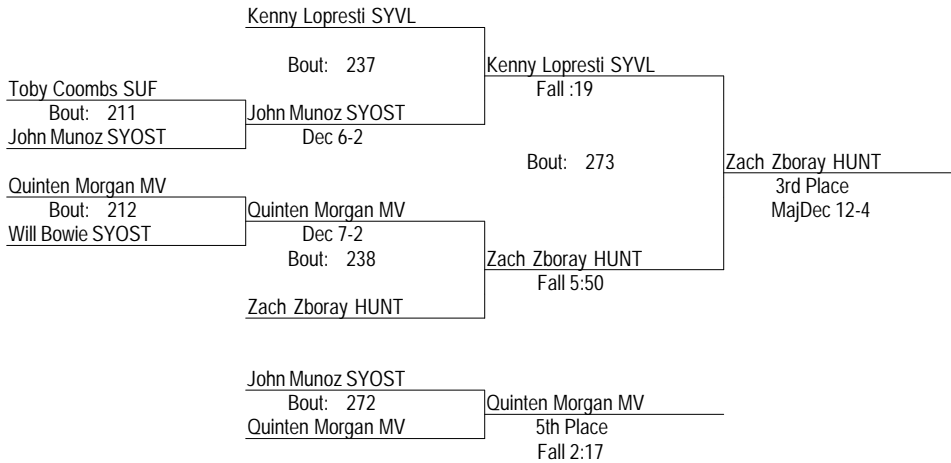 Kenny Lopresti SYVL
Bout: 237
Kenny Lopresti SYVL
Toby Coombs SUF
Fall :19
Bout: 211
John Munoz SYOST
John Munoz SYOST
Dec 6-2
Bout: 273
Zach Zboray HUNT
Quinten Morgan MV
3rd Place
Bout: 212
Quinten Morgan MV
MajDec 12-4
Will Bowie SYOST
Dec 7-2
Bout: 238
Zach Zboray HUNT
Fall 5:50
Zach Zboray HUNT
John Munoz SYOST
Bout: 272
Quinten Morgan MV
Quinten Morgan MV
5th Place
Fall 2:17